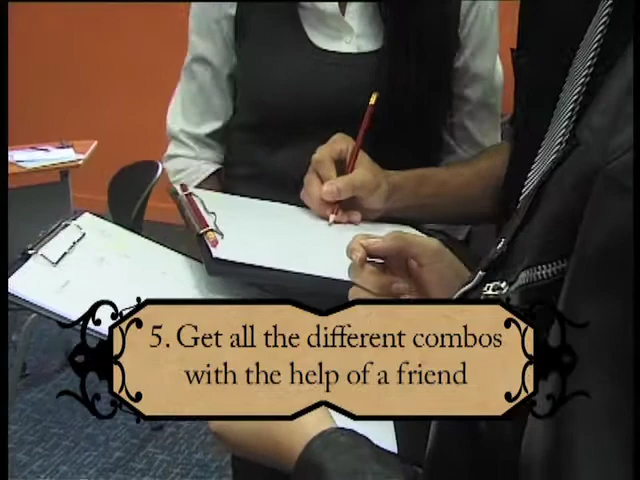 5. Get all the different combos
with the help of a friend